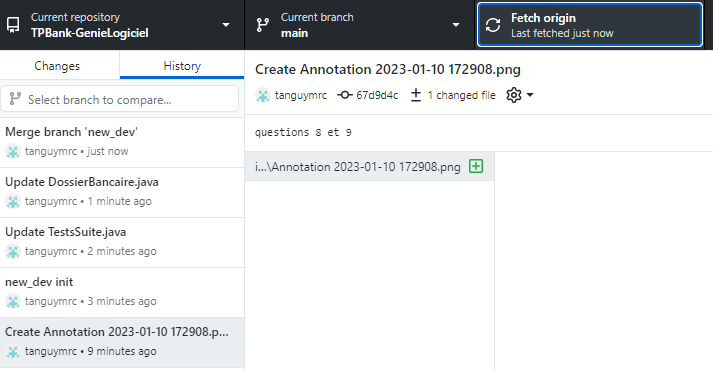 Current repository
TPBank-GenieLogiciel
Current branch
main
Fetch origin
Last fetched just now
Changes
History
Select branch to compare...
Merge branch 'new_dev'
tanguymrc • just now
Update DossierBancaire.java
tanguymrc • 1 minute ago
Update TestsSuite.java
tanguymrc • 2 minutes ago
new_dev init
tanguymrc • 3 minutes ago
Create Annotation 2023-01-10 172908.p...
tanguymrc • 9 minutes ago
Create Annotation 2023-01-10 172908.png
tanguymrc 67d9d4c 1 changed file
questions 8 et 9
i...\Annotation 2023-01-10 172908.png